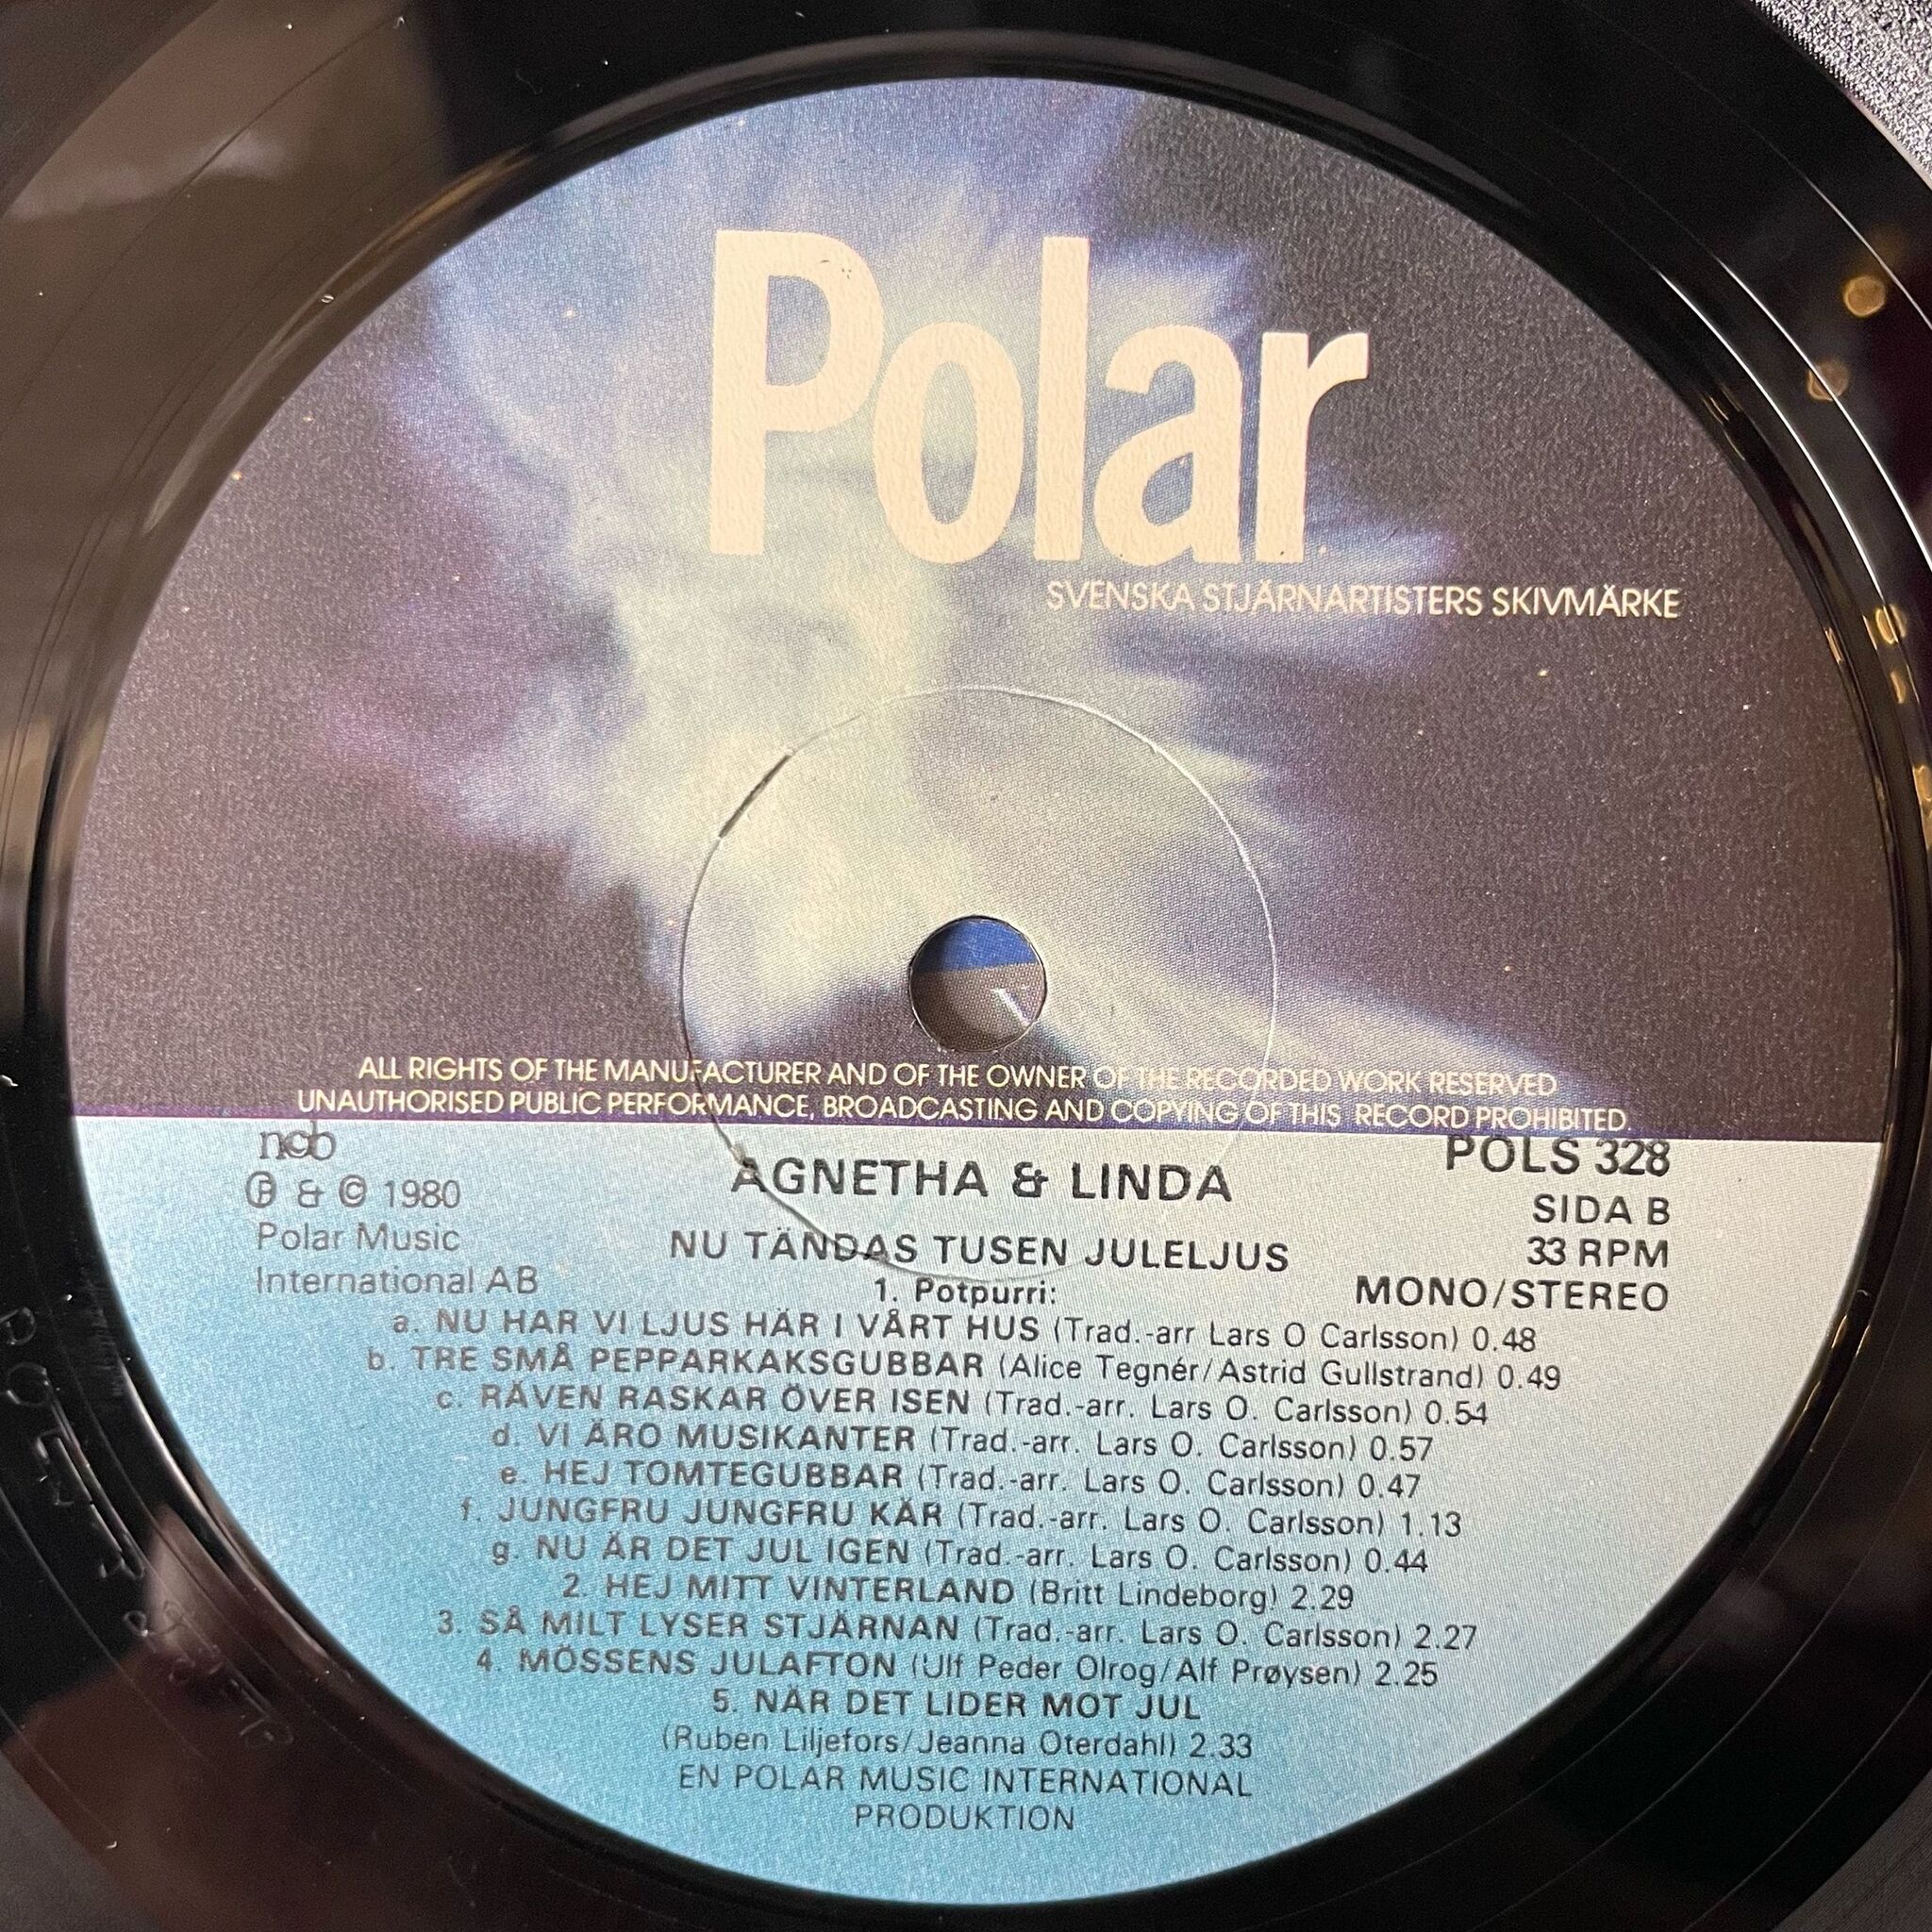 Polar
SVENSKA STJÄRNARTISTERS SKIVMÄRKE
ALL RIGHTS OF THE MANUFACTURER AND OF THE OWNER OF THE RECORDED WORK RESERVED
UNAUTHORISED PUBLIC PERFORMANCE, BROADCASTING AND COPYING OF THIS RECORD PROHIBITED.
ncb
Ⓟ & © 1980
Polar Music
International AB
AGNETHA & LINDA
NU TÄNDAS TUSEN JULELJUS
POLS 328
SIDA B
33 RPM
MONO/STEREO
1. Potpurri:
a. NU HAR VI LJUS HÄR I VÅRT HUS (Trad.-arr Lars O Carlsson) 0.48
b. TRE SMÅ PEPPARKAKSGUBBAR (Alice Tegnér/Astrid Gullstrand) 0.49
c. RÄVEN RASKAR ÖVER ISEN (Trad.-arr. Lars O. Carlsson) 0.54
d. VI ÄRO MUSIKANTER (Trad.-arr. Lars O. Carlsson) 0.57
e. HEJ TOMTEGUBBAR (Trad.-arr. Lars O. Carlsson) 0.47
f. JUNGFRU JUNGFRU KÄR (Trad.-arr. Lars O. Carlsson) 1.13
g. NU ÄR DET JUL IGEN (Trad.-arr. Lars O. Carlsson) 0.44
2. HEJ MITT VINTERLAND (Britt Lindeborg) 2.29
3. SÅ MILT LYSER STJÄRNAN (Trad.-arr. Lars O. Carlsson) 2.27
4. MÖSSENS JULAFTON (Ulf Peder Olrog/Alf Prøysen) 2.25
5. NÄR DET LIDER MOT JUL
(Ruben Liljefors/Jeanna Oterdahl) 2.33
EN POLAR MUSIC INTERNATIONAL
PRODUKTION